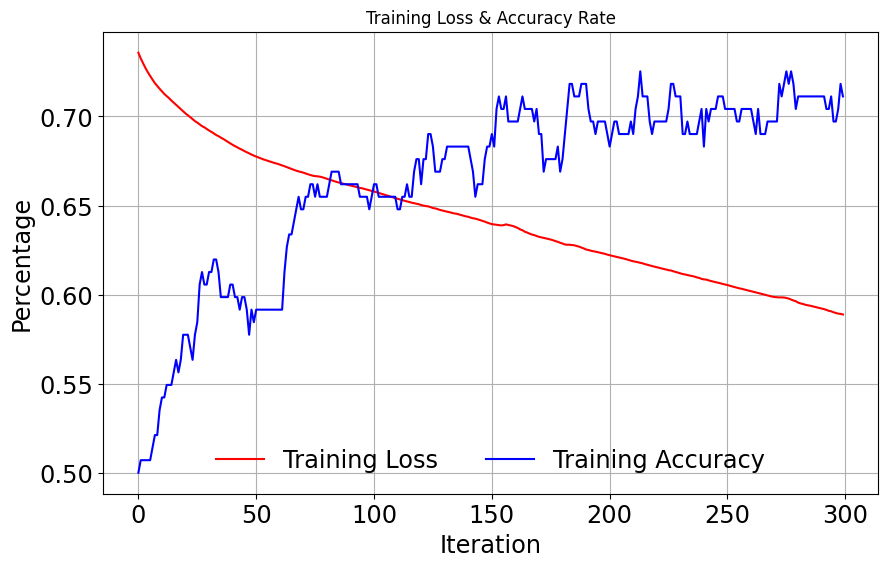 Training Loss & Accuracy Rate
Percentage
0.70
0.65
0.60
0.55
0.50
Training Loss
Training Accuracy
0 50 100 150 200 250 300
Iteration